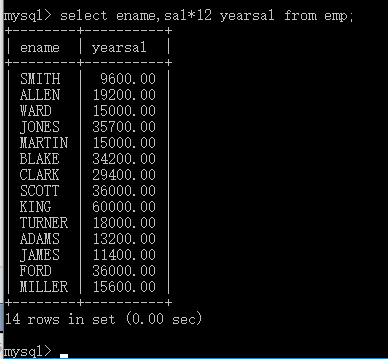 mysql> select ename,sal*12 yearsal from emp;
+--------+----------+
| ename | yearsal |
+--------+----------+
| SMITH | 9600.00 |
| ALLEN | 19200.00 |
| WARD | 15000.00 |
| JONES | 35700.00 |
| MARTIN | 15000.00 |
| BLAKE | 34200.00 |
| CLARK | 29400.00 |
| SCOTT | 36000.00 |
| KING | 60000.00 |
| TURNER | 18000.00 |
| ADAMS | 13200.00 |
| JAMES | 11400.00 |
| FORD | 36000.00 |
| MILLER | 15600.00 |
+--------+----------+
14 rows in set (0.00 sec)
mysql> _